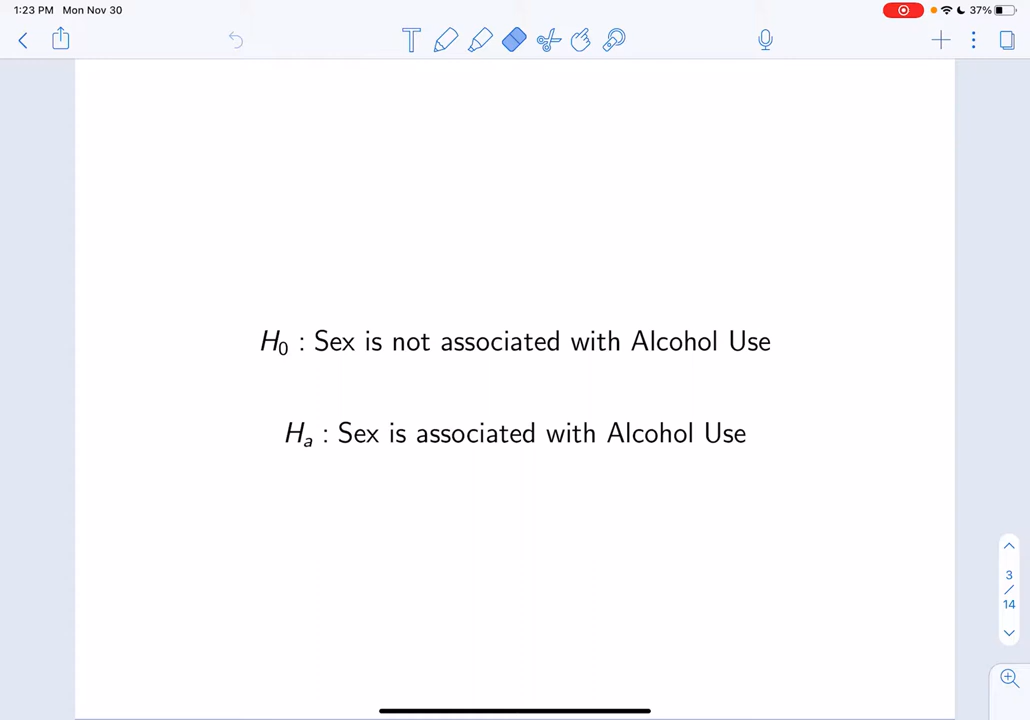 1:23 PM Mon Nov 30
37%
T
H₀ : Sex is not associated with Alcohol Use
Hₐ : Sex is associated with Alcohol Use
3
/
14